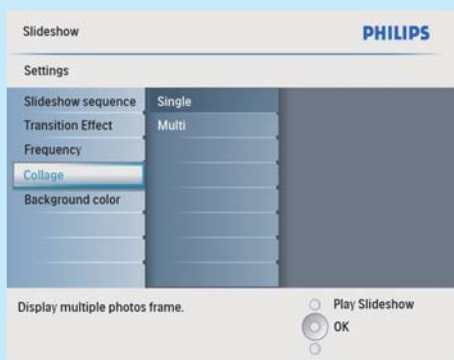 Slideshow
PHILIPS
Settings
Slideshow sequence
Single
Transition Effect
Multi
Frequency
Collage
Background color
Display multiple photos frame.
Play Slideshow
OK